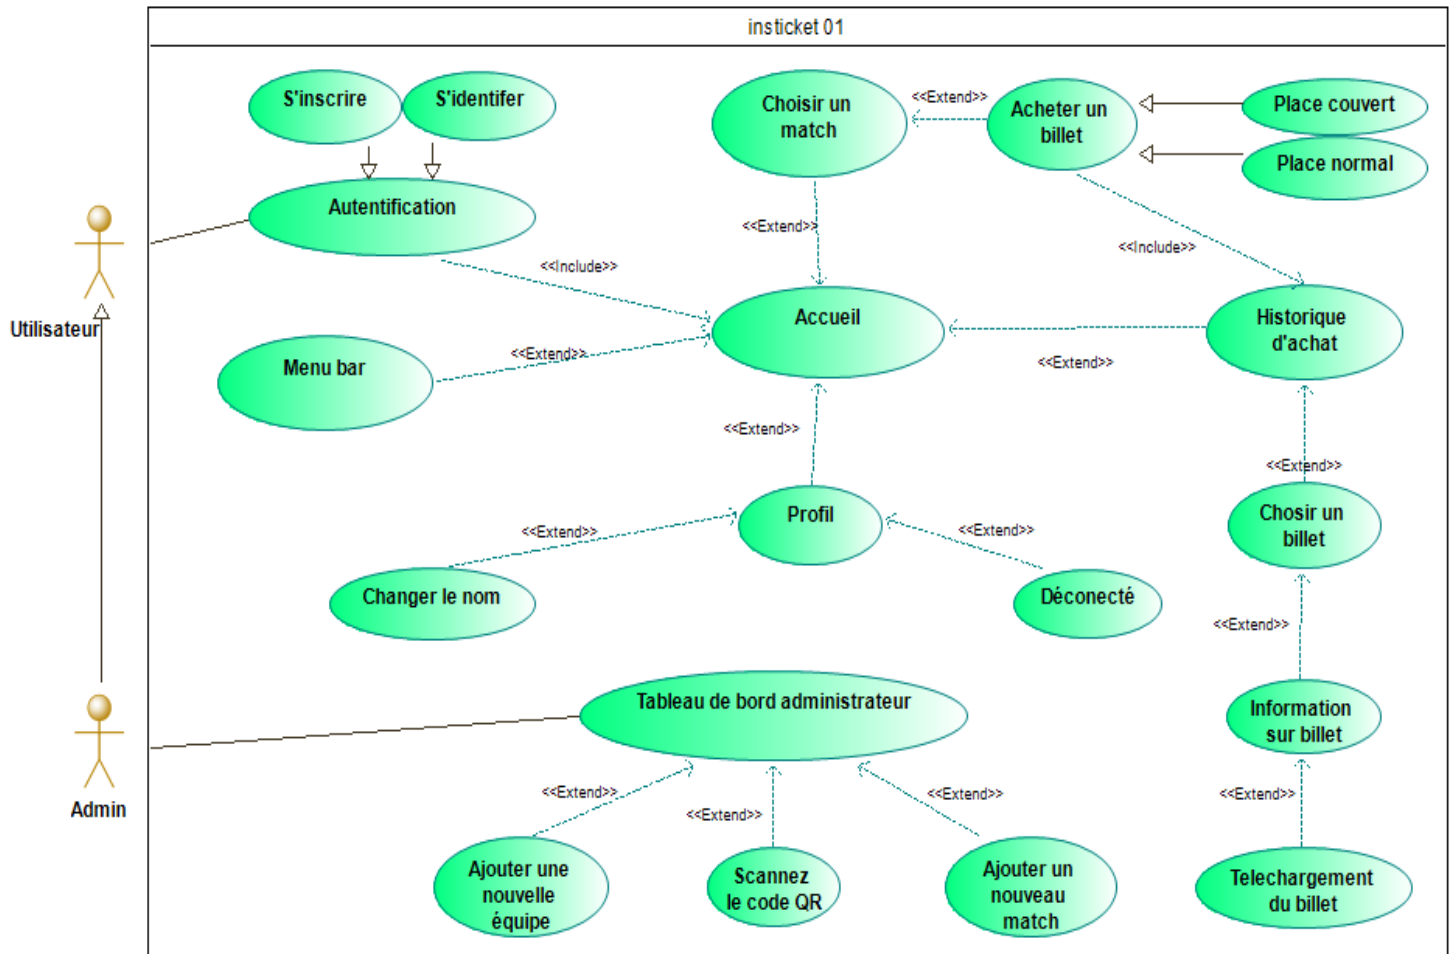 insticket 01
S'inscrire
S'identifer
Choisir un
match
<<Extend>>
Acheter un
billet
Place couvert
Place normal
Autentification
<<Extend>>
<<Include>>
<<Include>>
Utilisateur
Accueil
Historique
d'achat
Menu bar
<<Extend>>
<<Extend>>
<<Extend>>
<<Extend>>
Profil
Chosir un
billet
<<Extend>>
<<Extend>>
Changer le nom
Déconecté
<<Extend>>
Tableau de bord administrateur
Information
sur billet
Admin
<<Extend>>
<<Extend>>
<<Extend>>
<<Extend>>
Ajouter une
nouvelle
équipe
Scannez
le code QR
Ajouter un
nouveau
match
Telechargement
du billet